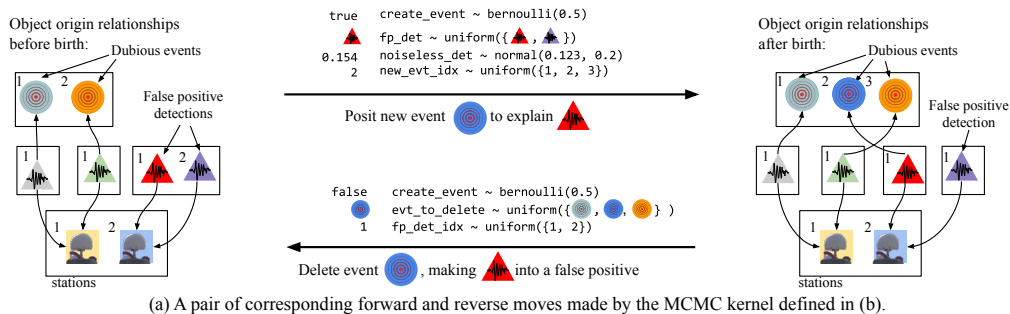 Object origin relationships
before birth:
Dubious events
1
2
False positive
detections
1
1
1
2
1
2
stations
true create_event ~ bernoulli(0.5)
fp_det ~ uniform({ , })
0.154 noiseless_det ~ normal(0.123, 0.2)
2 new_evt_idx ~ uniform({1, 2, 3})
Posit new event to explain
false create_event ~ bernoulli(0.5)
evt_to_delete ~ uniform({ , , } )
1 fp_det_idx ~ uniform({1, 2})
Delete event , making into a false positive
Object origin relationships
after birth:
Dubious events
1
2
3
False positive
detection
1
1
1
1
1
2
stations
(a) A pair of corresponding forward and reverse moves made by the MCMC kernel defined in (b).